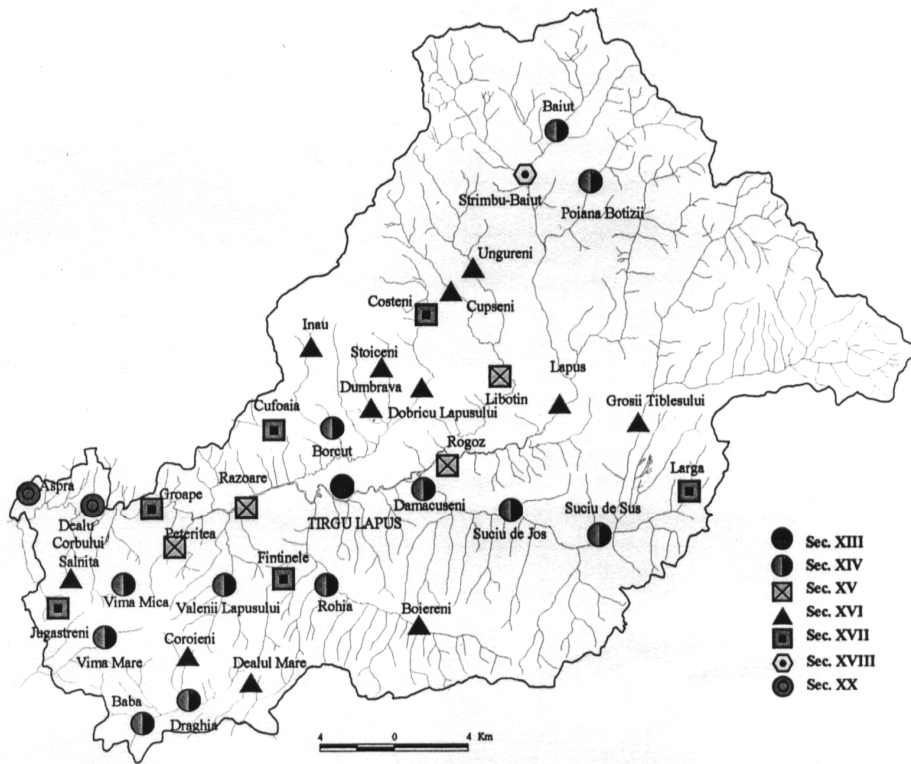 Baiut
Strimbu-Baiut
Poiana Botizii
Ungureni
Costeni
Cupseni
Inau
Stoiceni
Lapus
Dumbrava
Libotin
Grosii Tiblesului
Dobricu Lapusului
Cufoaia
Borcut
Rogoz
Larga
Aspra
Razoare
Groape
Damacuseni
Suciu de Sus
TIRGU LAPUS
Suciu de Jos
Dealu
Corbului
Peteritea
Salnita
Fintinele
Vima Mica
Valenii Lapusului
Rohia
Boiereni
Jugastreni
Coroieni
Vima Mare
Dealul Mare
Baba
Draghia
4 0 4 Km
Sec. XIII
Sec. XIV
Sec. XV
Sec. XVI
Sec. XVII
Sec. XVIII
Sec. XX